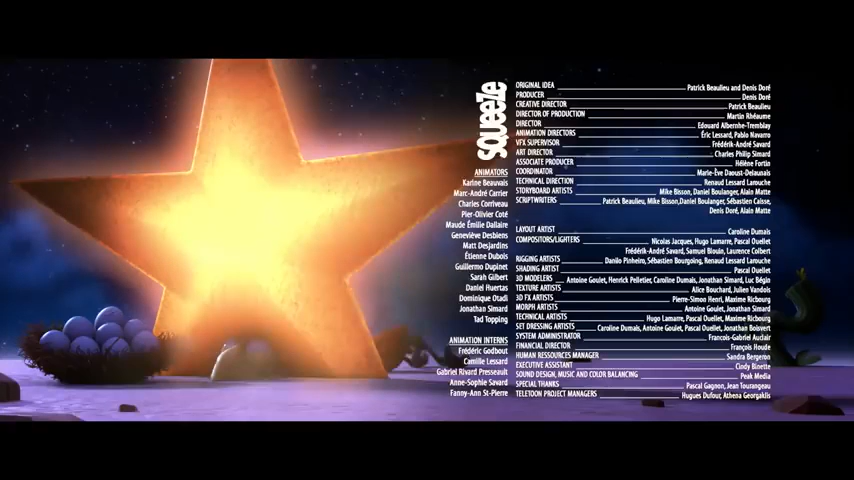 squeeze
ORIGINAL IDEA Patrick Beaulieu and Denis Doré
PRODUCER Denis Doré
CREATIVE DIRECTOR Patrick Beaulieu
DIRECTOR OF PRODUCTION Martin Rhéaume
DIRECTOR Edouard Albernhe-Tremblay
ANIMATION DIRECTORS Éric Lessard, Pablo Navarro
VFX SUPERVISOR Frédérik-André Savard
ART DIRECTOR Charles Philip Simard
ASSOCIATE PRODUCER Hélène Fortin
COORDINATOR Marie-Ève Daoust-Delaunais
TECHNICAL DIRECTION Renaud Lessard Larouche
STORYBOARD ARTISTS Mike Bisson, Daniel Boulanger, Alain Matte
SCRIPTWRITERS Patrick Beaulieu, Mike Bisson,Daniel Boulanger, Sébastien Caisse,
Denis Doré, Alain Matte
LAYOUT ARTIST Caroline Dumais
COMPOSITORS/LIGHTERS Nicolas Jacques, Hugo Lamarre, Pascal Ouellet
Frédérik-André Savard, Samuel Blouin, Laurence Colbert
RIGGING ARTISTS Danilo Pinheiro, Sébastien Bourgoing, Renaud Lessard Larouche
SHADING ARTIST Pascal Ouellet
3D MODELERS Antoine Goulet, Henrick Pelletier, Caroline Dumais, Jonathan Simard, Luc Bégin
TEXTURE ARTISTS Alice Bouchard, Julien Vandois
3D FX ARTISTS Pierre-Simon Henri, Maxime Ricbourg
MORPH ARTISTS Antoine Goulet, Jonathan Simard
TECHNICAL ARTISTS Hugo Lamarre, Pascal Ouellet, Maxime Ricbourg
SET DRESSING ARTISTS Caroline Dumais, Antoine Goulet, Pascal Ouellet, Jonathan Boisvert
SYSTEM ADMINISTRATOR Francois-Gabriel Auclair
FINANCIAL DIRECTOR François Houde
HUMAN RESSOURCES MANAGER Sandra Bergeron
EXECUTIVE ASSISTANT Cindy Binette
SOUND DESIGN, MUSIC AND COLOR BALANCING Peak Media
SPECIAL THANKS Pascal Gagnon, Jean Tourangeau
TELETOON PROJECT MANAGERS Hugues Dufour, Athena Georgaklis
ANIMATORS
Karine Beauvais
Marc-André Carrier
Charles Corriveau
Pier-Olivier Coté
Maude Émilie Dallaire
Geneviève Desbiens
Matt Desjardins
Étienne Dubois
Guillermo Dupinet
Sarah Gilbert
Daniel Huertas
Dominique Otadi
Jonathan Simard
Tad Topping
ANIMATION INTERNS
Frédéric Godbout
Camille Lessard
Gabriel Rivard Presseault
Anne-Sophie Savard
Fanny-Ann St-Pierre